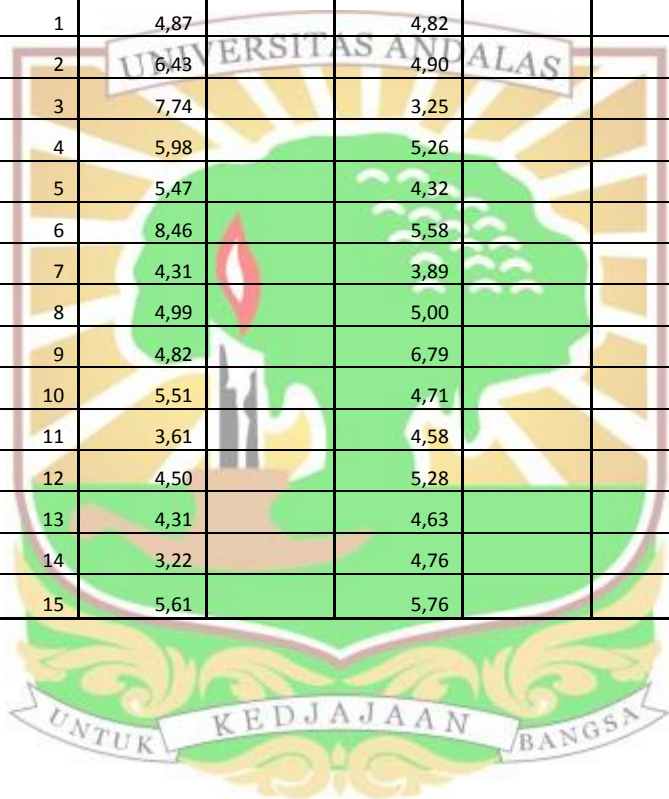 1 4,87 4,82
UNIVERSITAS ANDALAS
2 6,43 4,90
3 7,74 3,25
4 5,98 5,26
5 5,47 4,32
6 8,46 5,58
7 4,31 3,89
8 4,99 5,00
9 4,82 6,79
10 5,51 4,71
11 3,61 4,58
12 4,50 5,28
13 4,31 4,63
14 3,22 4,76
15 5,61 5,76
UNTUK KEDJAJAAN BANGSA